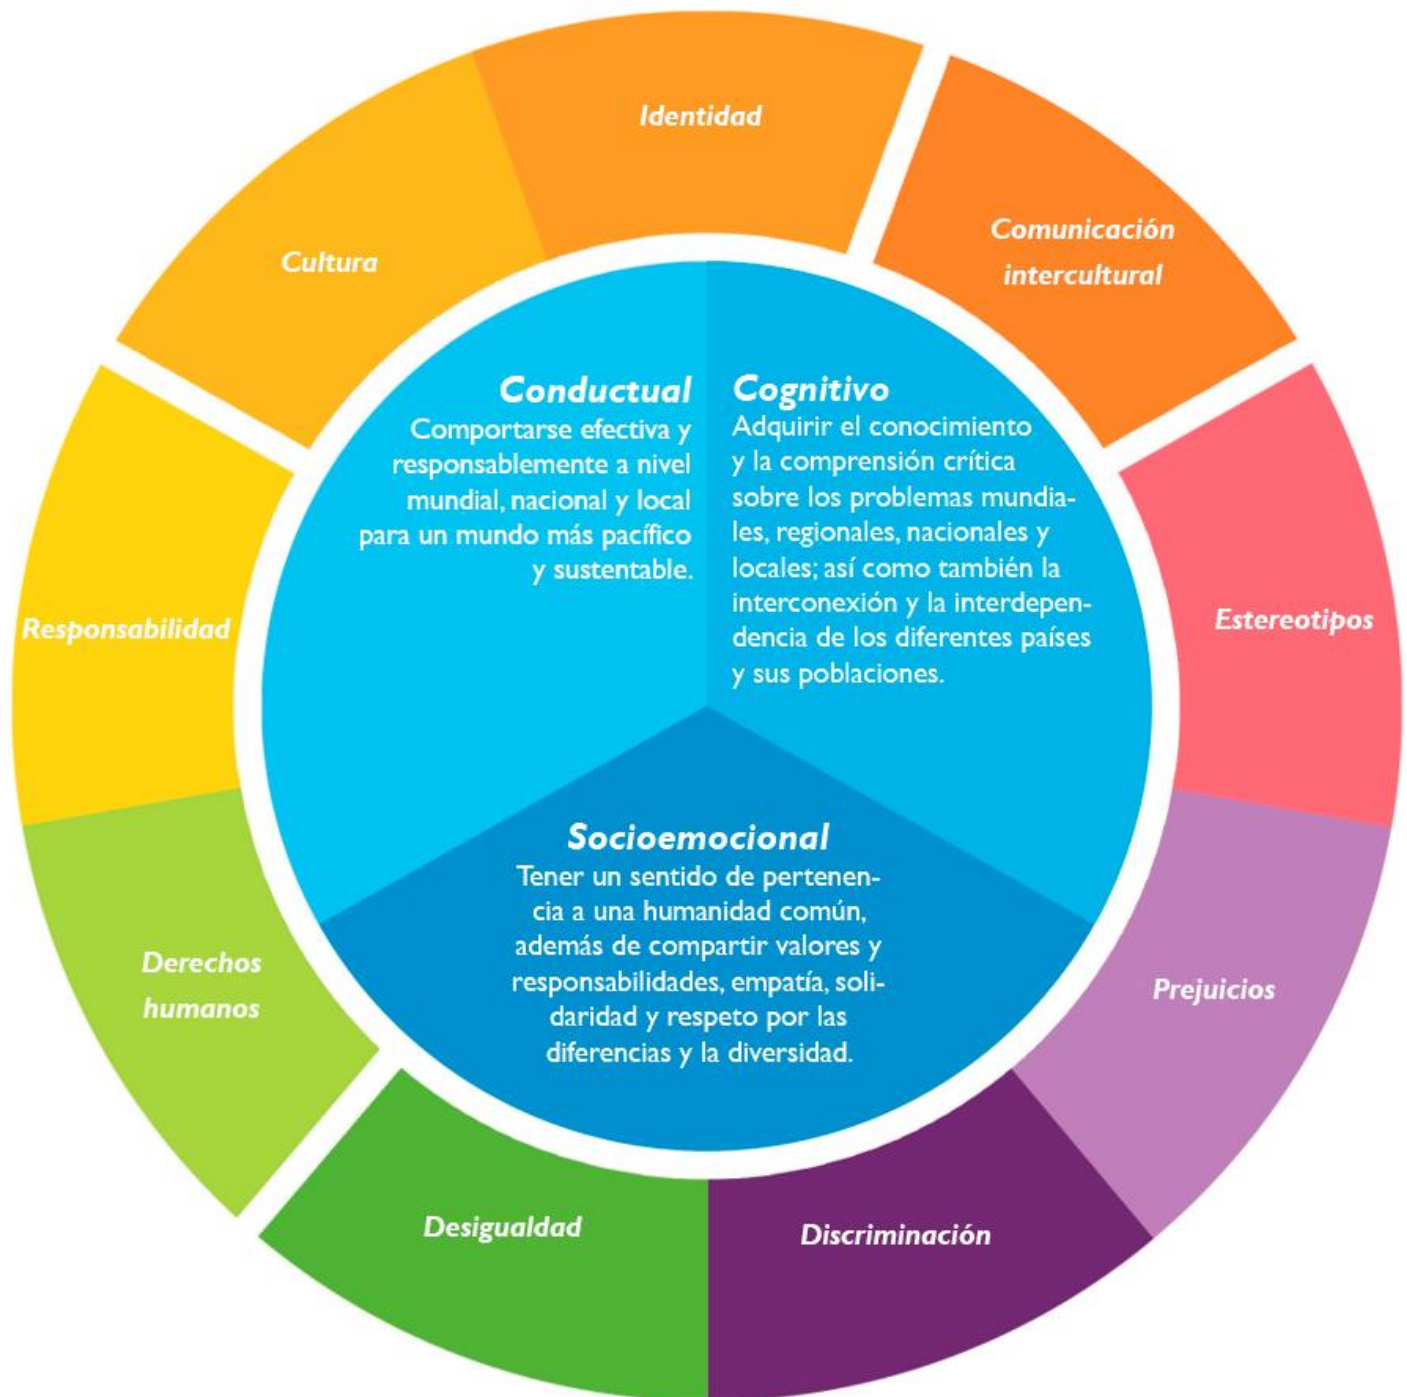 Identidad
Comunicación
intercultural
Cultura
Conductual
Comportarse efectiva y
responsablemente a nivel
mundial, nacional y local
para un mundo más pacífico
y sustentable.
Cognitivo
Adquirir el conocimiento
y la comprensión crítica
sobre los problemas mundia-
les, regionales, nacionales y
locales; así como también la
interconexión y la interdepen-
dencia de los diferentes países
y sus poblaciones.
Responsabilidad
Estereotipos
Socioemocional
Tener un sentido de pertenen-
cia a una humanidad común,
además de compartir valores y
responsabilidades, empatía, soli-
daridad y respeto por las
diferencias y la diversidad.
Derechos
humanos
Prejuicios
Desigualdad
Discriminación